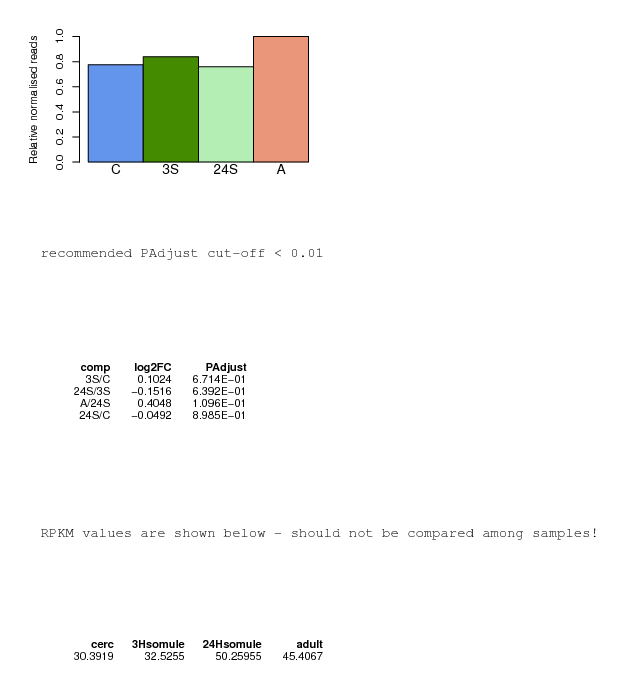 Relative normalised reads
1.0
0.8
0.6
0.4
0.2
0.0
C 3S 24S A
recommended PAdjust cut-off < 0.01
comp log2FC PAdjust
3S/C 0.1024 6.714E−01
24S/3S −0.1516 6.392E−01
A/24S 0.4048 1.096E−01
24S/C −0.0492 8.985E−01
RPKM values are shown below - should not be compared among samples!
cerc 3Hsomule 24Hsomule adult
30.3919 32.5255 50.25955 45.4067